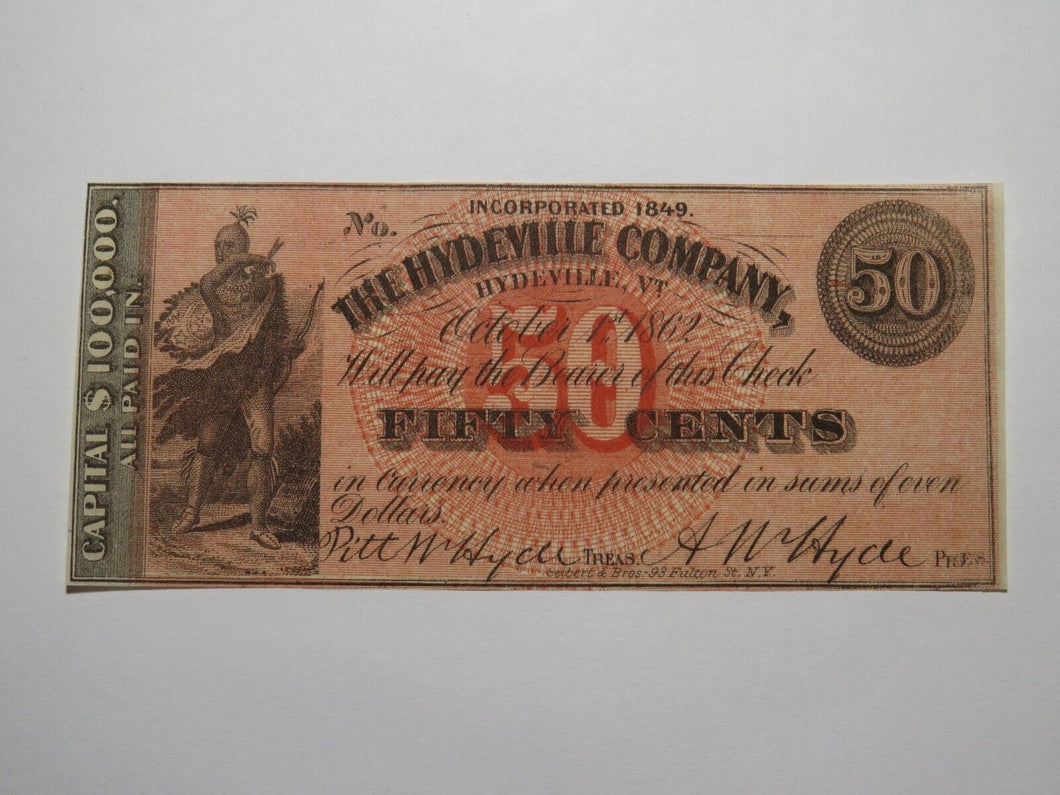 CAPITAL $ 100,000.
All PAID IN.
No.
INCORPORATED 1849.
THE HYDEVILLE COMPANY,
HYDEVILLE, VT
50
October 1st 1862
50
Will pay the Bearer of this Check
FIFTY CENTS
in Currency when presented in sums of even
Dollars.
Pitt W Hyde TREAS. A W Hyde PRES.
Seibert & Bros-93 Fulton St. N.Y.